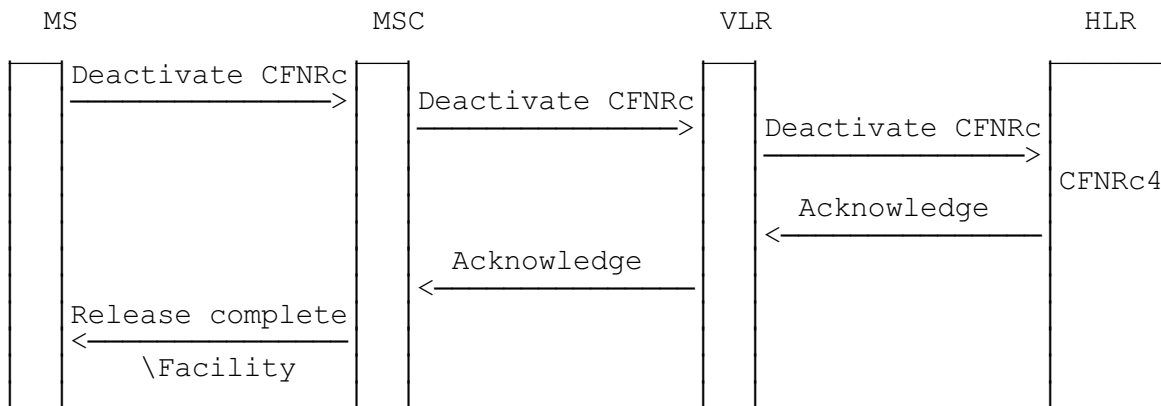 MS MSC VLR HLR
Deactivate CFNRc
Deactivate CFNRc
Deactivate CFNRc
CFNRc4
Acknowledge
Acknowledge
Release complete
\Facility